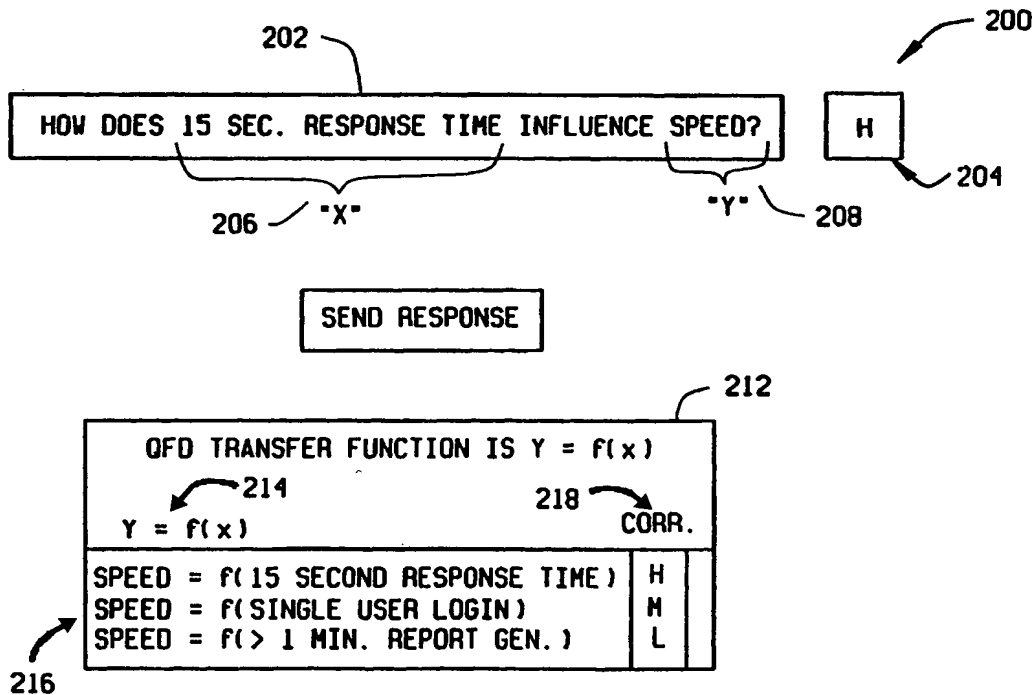 200
202
HOW DOES 15 SEC. RESPONSE TIME INFLUENCE SPEED?
H
204
206
"X"
"Y"
208
SEND RESPONSE
212
QFD TRANSFER FUNCTION IS Y = f(x)
214
218
Y = f(x)
CORR.
SPEED = f(15 SECOND RESPONSE TIME) H
SPEED = f(SINGLE USER LOGIN) M
SPEED = f(> 1 MIN. REPORT GEN.) L
216